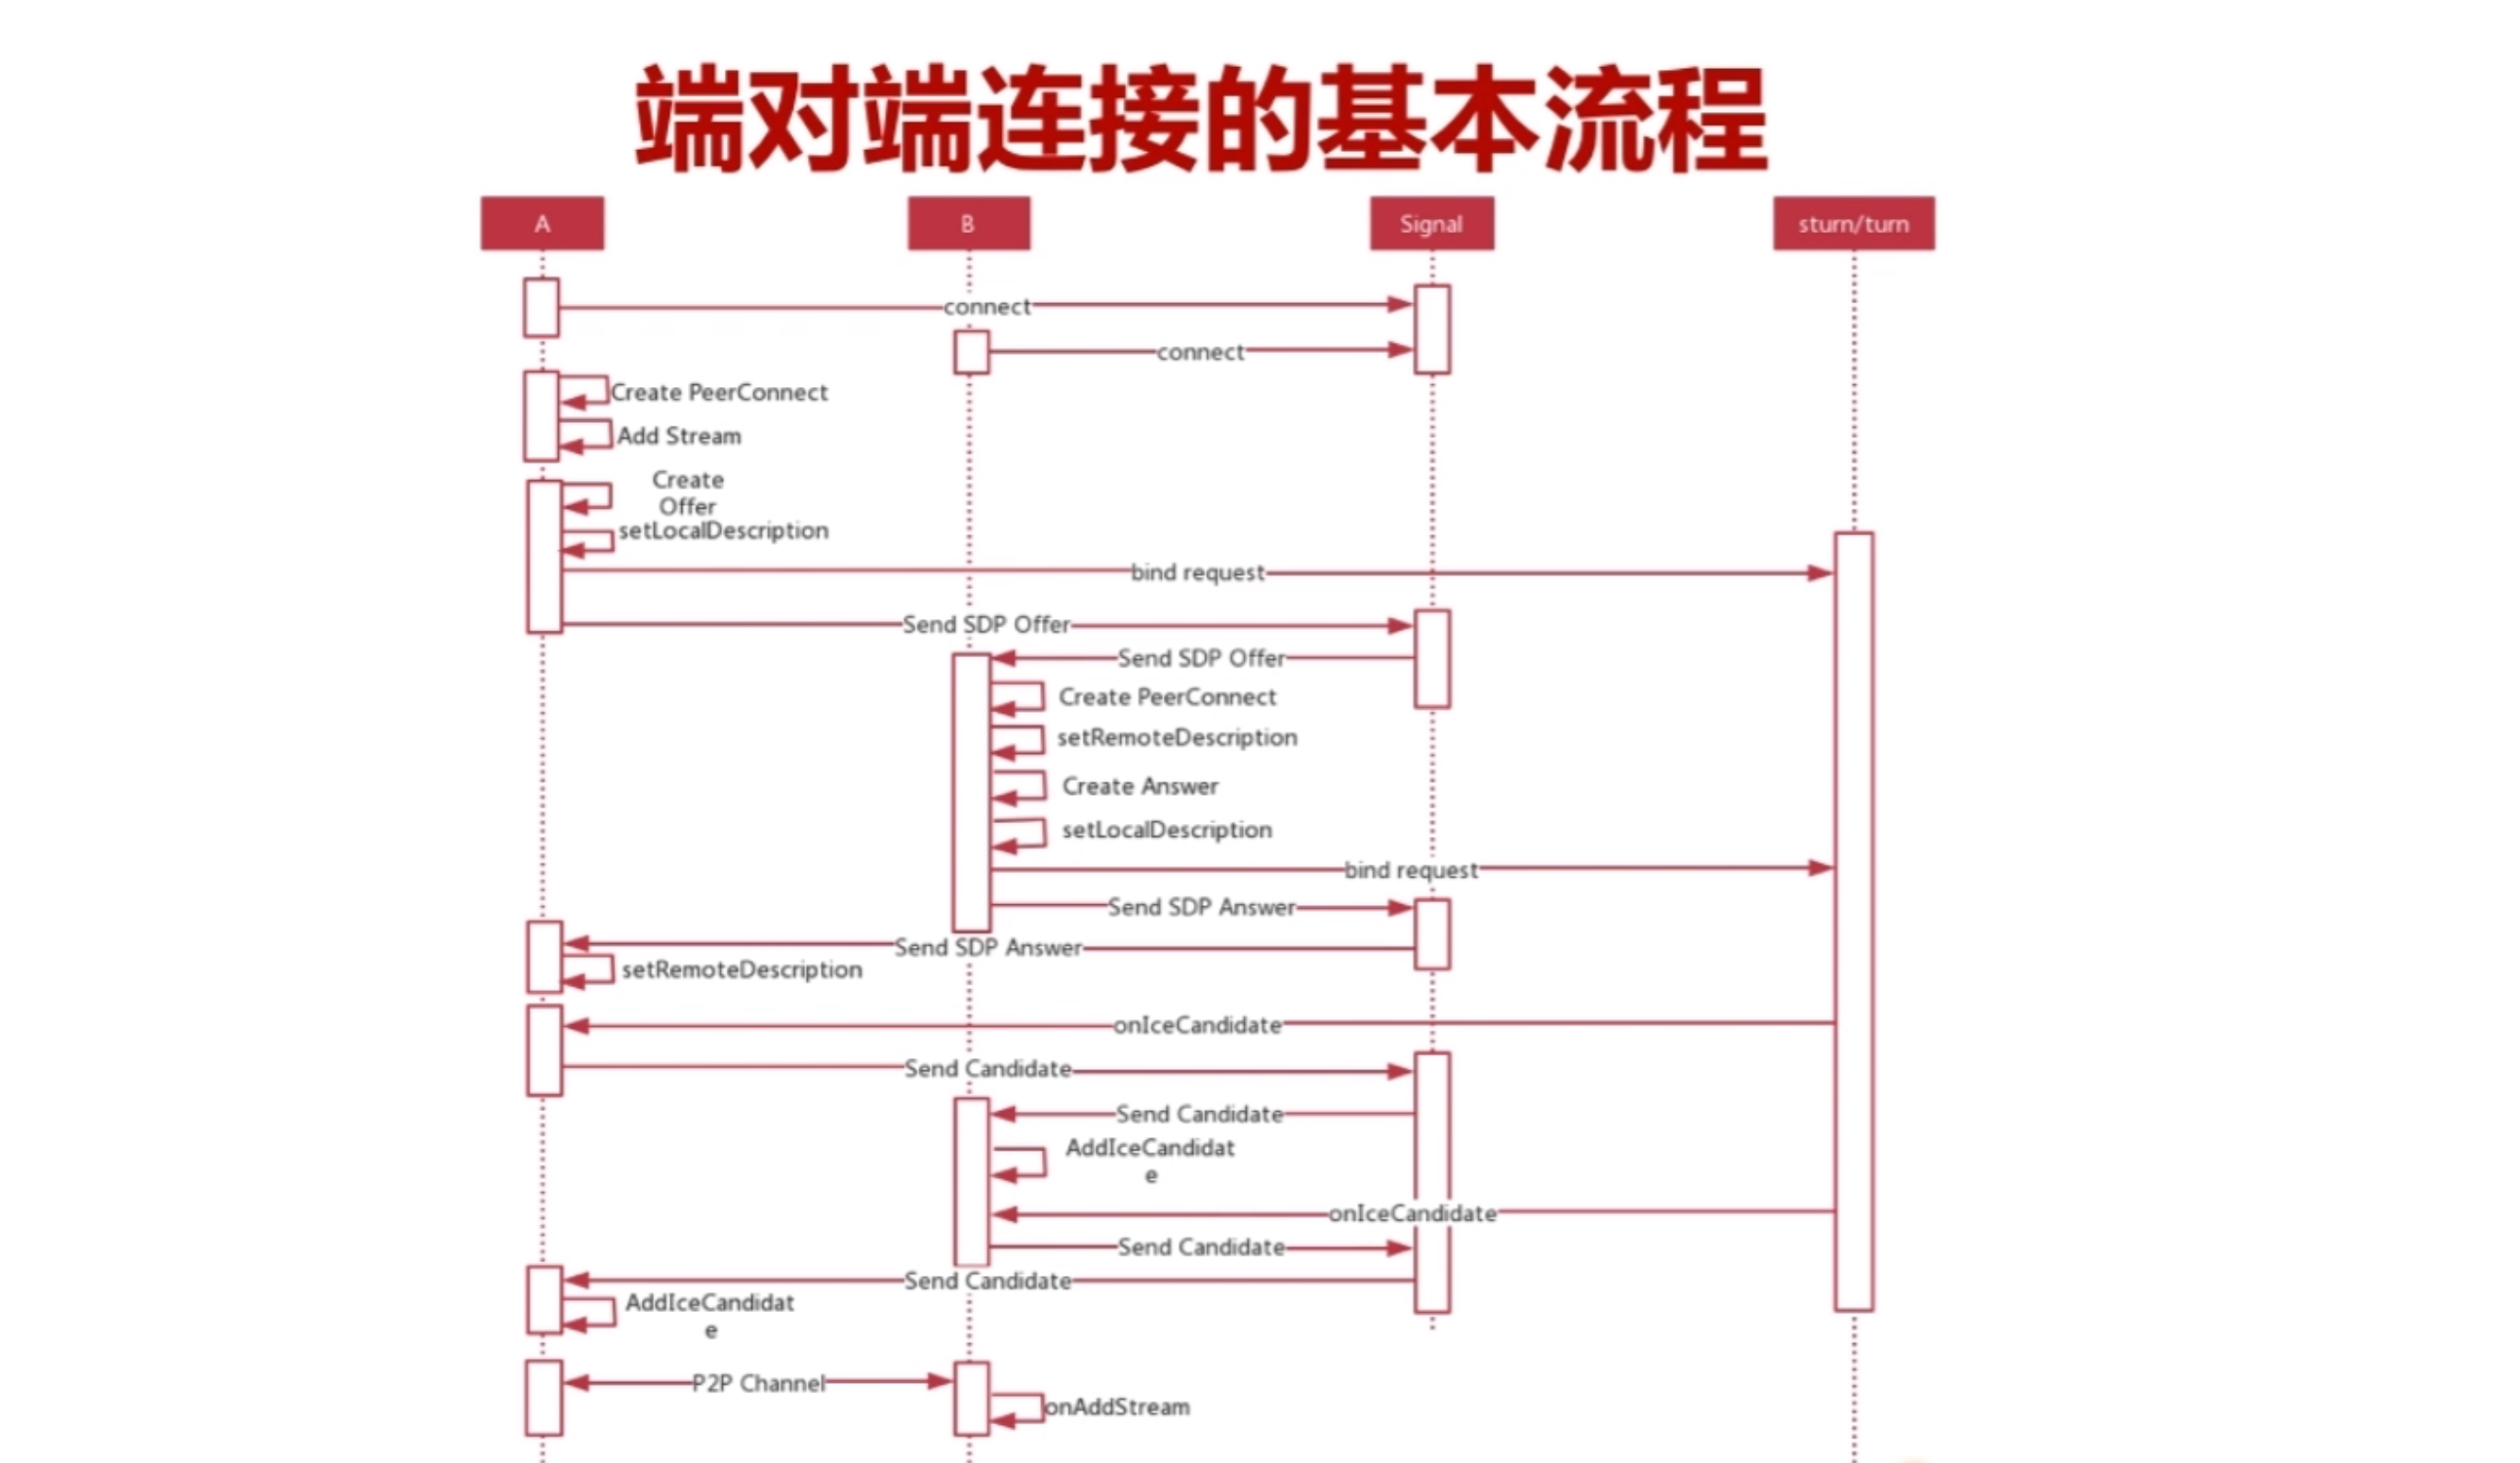 端对端连接的基本流程
A
B
Signal
sturn/turn
connect
connect
Create PeerConnect
Add Stream
Create
Offer
setLocalDescription
bind request
Send SDP Offer
Send SDP Offer
Create PeerConnect
setRemoteDescription
Create Answer
setLocalDescription
bind request
Send SDP Answer
Send SDP Answer
setRemoteDescription
onIceCandidate
Send Candidate
Send Candidate
AddIceCandidat
e
onIceCandidate
Send Candidate
Send Candidate
AddIceCandidat
e
P2P Channel
onAddStream